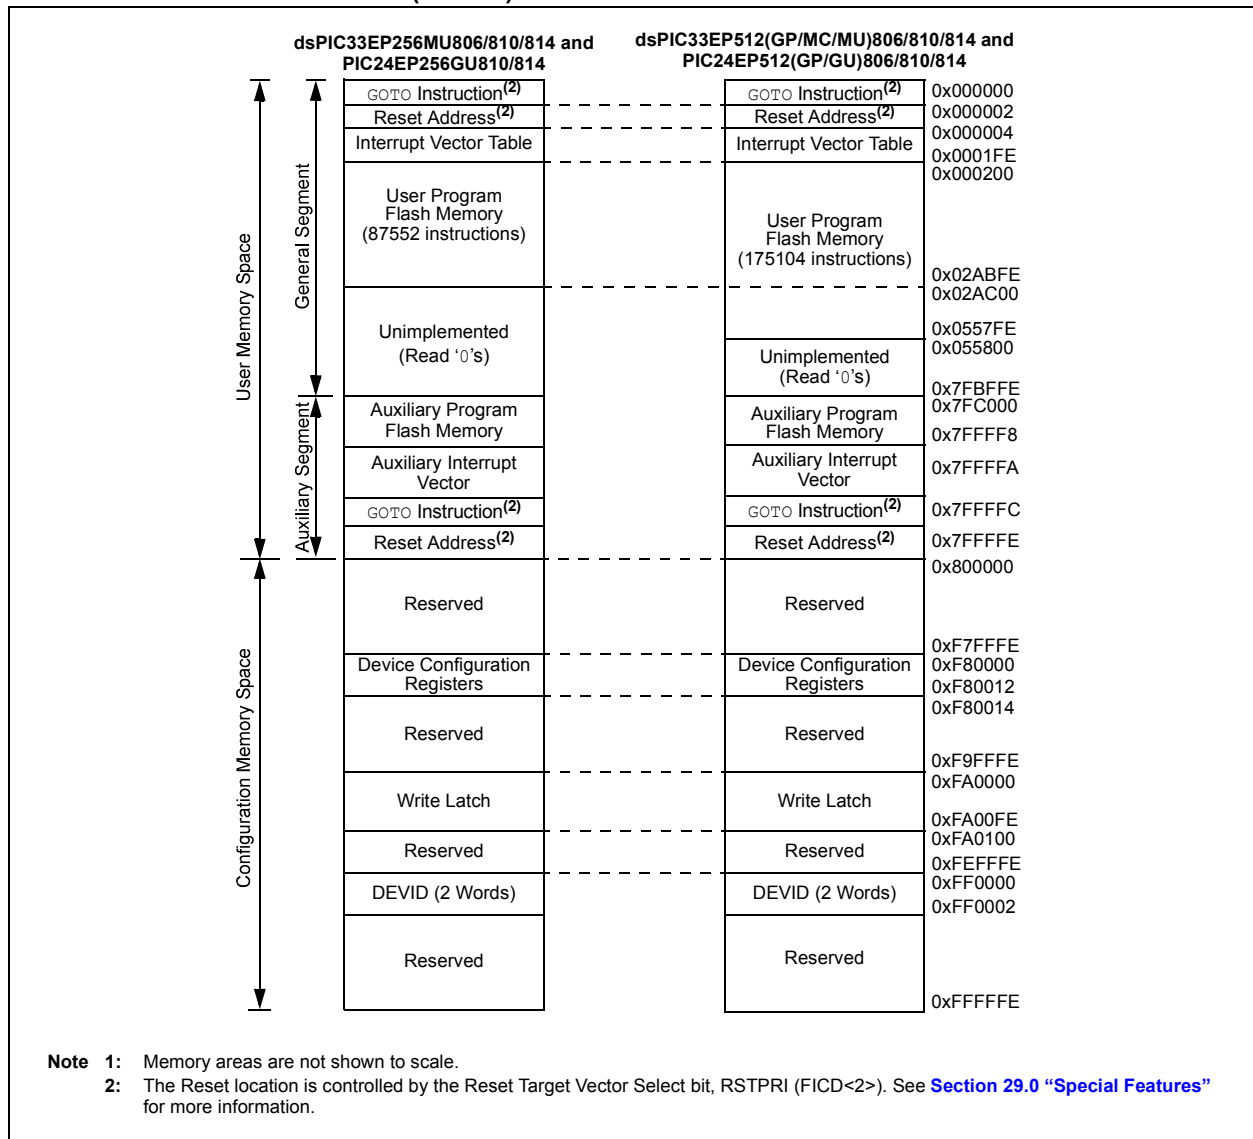 dsPIC33EP256MU806/810/814 and
PIC24EP256GU810/814
dsPIC33EP512(GP/MC/MU)806/810/814 and
PIC24EP512(GP/GU)806/810/814
User Memory Space
General Segment
Auxiliary Segment
Configuration Memory Space
GOTO Instruction(2)
Reset Address(2)
Interrupt Vector Table
User Program
Flash Memory
(87552 instructions)
Unimplemented
(Read ‘0’s)
Auxiliary Program
Flash Memory
Auxiliary Interrupt
Vector
GOTO Instruction(2)
Reset Address(2)
Reserved
Device Configuration
Registers
Reserved
Write Latch
Reserved
DEVID (2 Words)
Reserved
GOTO Instruction(2)
Reset Address(2)
Interrupt Vector Table
User Program
Flash Memory
(175104 instructions)
Unimplemented
(Read ‘0’s)
Auxiliary Program
Flash Memory
Auxiliary Interrupt
Vector
GOTO Instruction(2)
Reset Address(2)
Reserved
Device Configuration
Registers
Reserved
Write Latch
Reserved
DEVID (2 Words)
Reserved
0x000000
0x000002
0x000004
0x0001FE
0x000200
0x02ABFE
0x02AC00
0x0557FE
0x055800
0x7FBFFE
0x7FC000
0x7FFFF8
0x7FFFFA
0x7FFFFC
0x7FFFFE
0x800000
0xF7FFFE
0xF80000
0xF80012
0xF80014
0xF9FFFE
0xFA0000
0xFA00FE
0xFA0100
0xFEFFFE
0xFF0000
0xFF0002
0xFFFFFE
Note 1: Memory areas are not shown to scale.
2: The Reset location is controlled by the Reset Target Vector Select bit, RSTPRI (FICD<2>). See Section 29.0 “Special Features”
for more information.